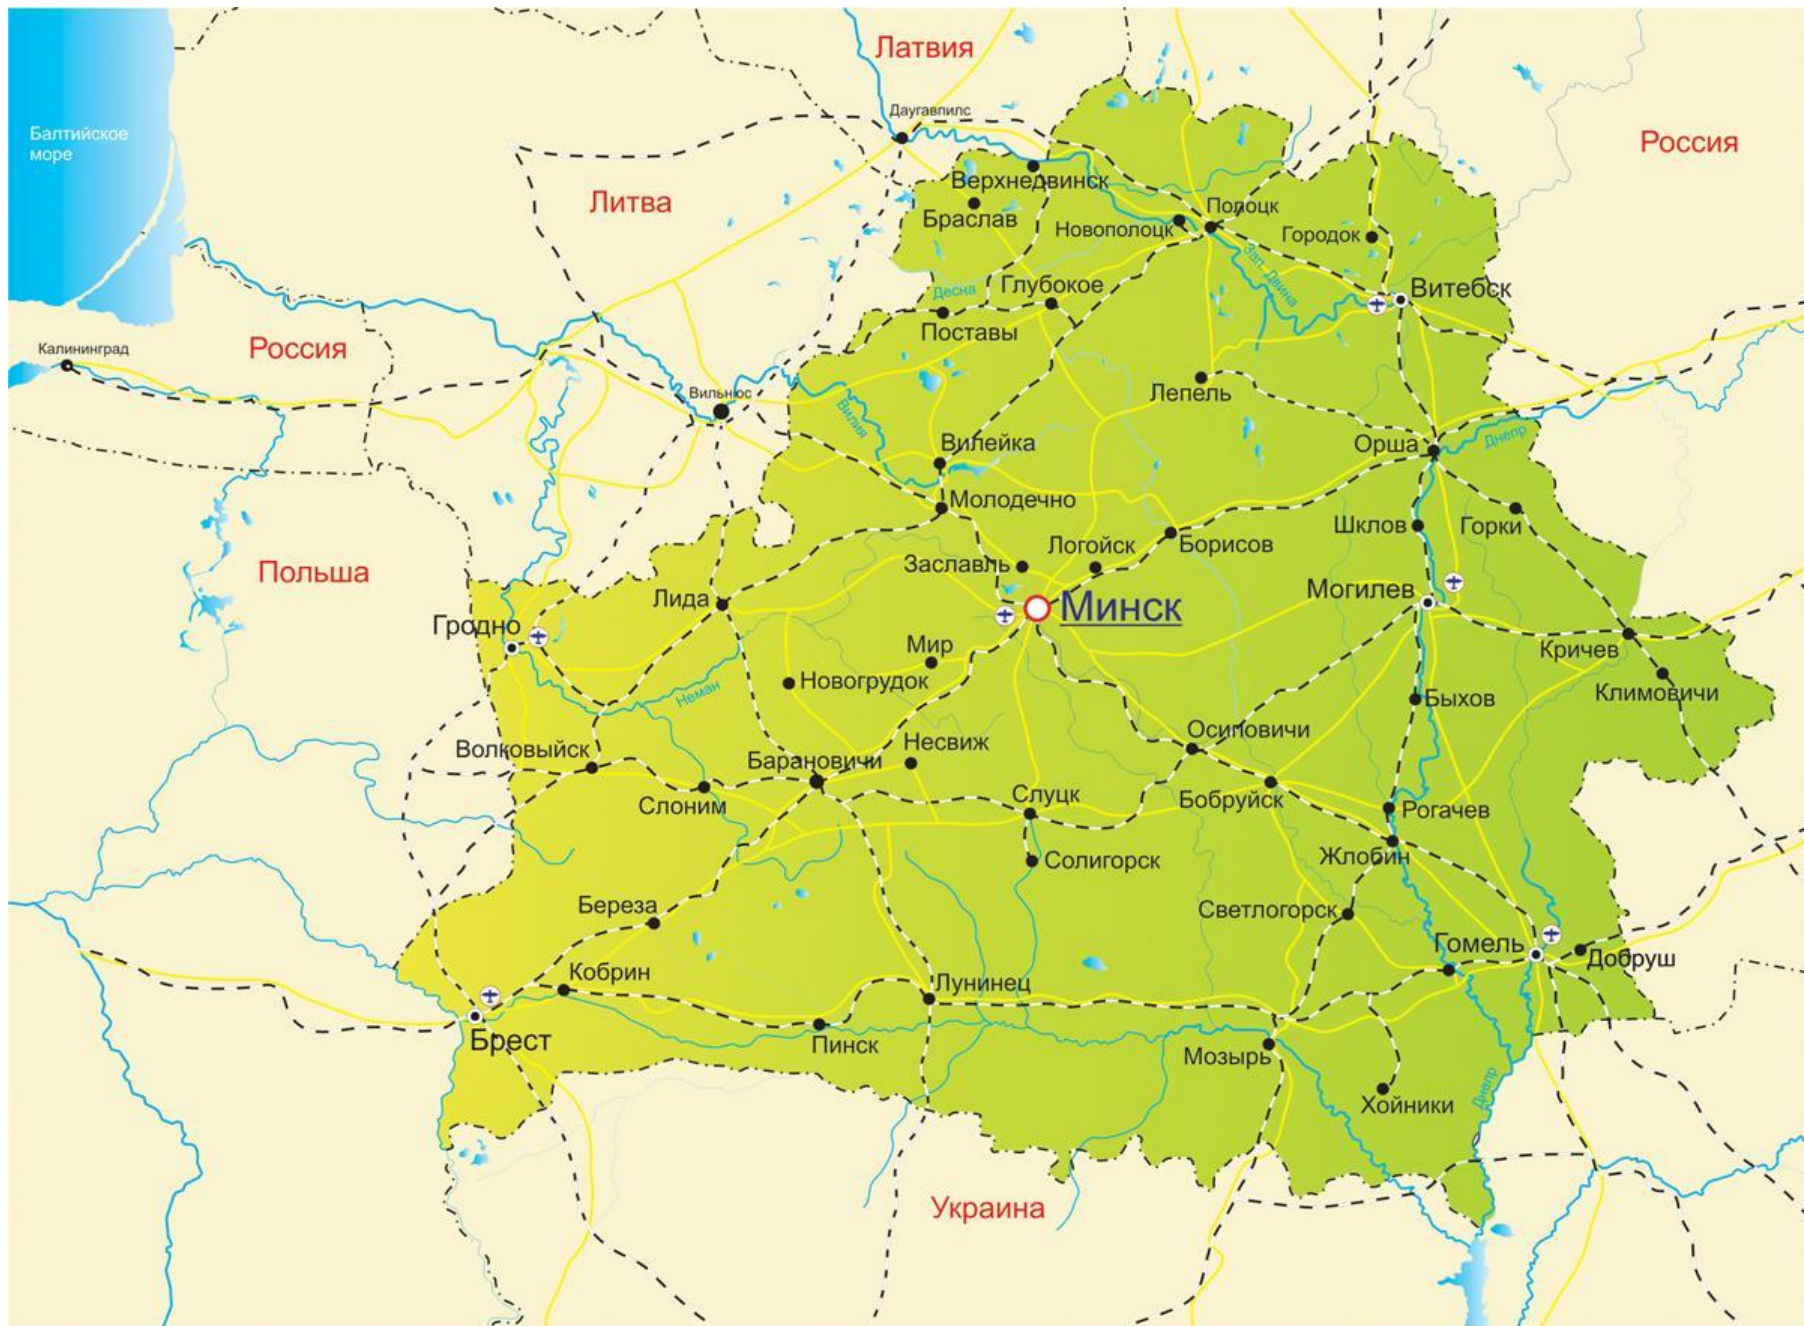 Латвия
Балтийское
море
Даугавпилс
Россия
Литва
Верхнедвинск
Браслав
Полоцк
Новополоцк
Городок
Зап. Двина
Десна
Глубокое
Витебск
Поставы
Калининград
Россия
Вильнюс
Лепель
Вилия
Вилейка
Орша
Днепр
Молодечно
Шклов
Горки
Борисов
Логойск
Заславль
Польша
Лида
Минск
Могилев
Гродно
Мир
Кричев
Новогрудок
Неман
Климовичи
Быхов
Осиповичи
Волковыйск
Барановичи
Несвиж
Слоним
Слуцк
Бобруйск
Рогачев
Солигорск
Жлобин
Береза
Светлогорск
Гомель
Добруш
Кобрин
Лунинец
Брест
Пинск
Мозырь
Днепр
Хойники
Украина